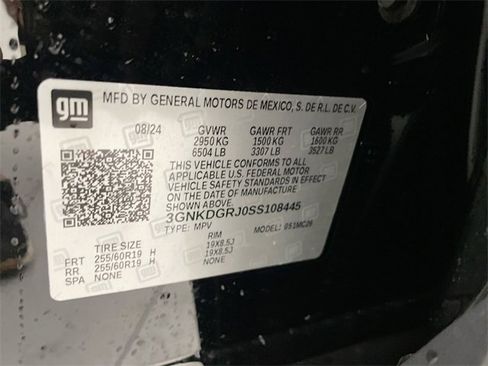 gm
MFD BY GENERAL MOTORS DE MEXICO, S. DE R.L. DE C.V.
08/24 GVWR GAWR FRT GAWR RR
2950 KG 1500 KG 1600 KG
6504 LB 3307 LB 3527 LB
THIS VEHICLE CONFORMS TO ALL
APPLICABLE U.S. FEDERAL MOTOR
VEHICLE SAFETY STANDARDS IN EFFECT
ON THE DATE OF MANUFACTURE
SHOWN ABOVE.
3GNKDGRJ0SS108445
TYPE: MPV MODEL: 0S1MC26
TIRE SIZE RIM
FRT 255/60R19 H 19X8.5J
RR 255/60R19 H 19X8.5J
SPA NONE NONE